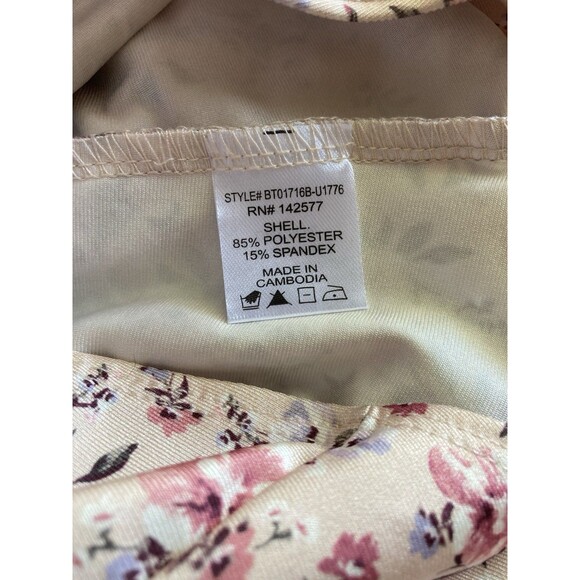 STYLE# BT01716B-U1776
RN# 142577
SHELL.
85% POLYESTER
15% SPANDEX
MADE IN
CAMBODIA